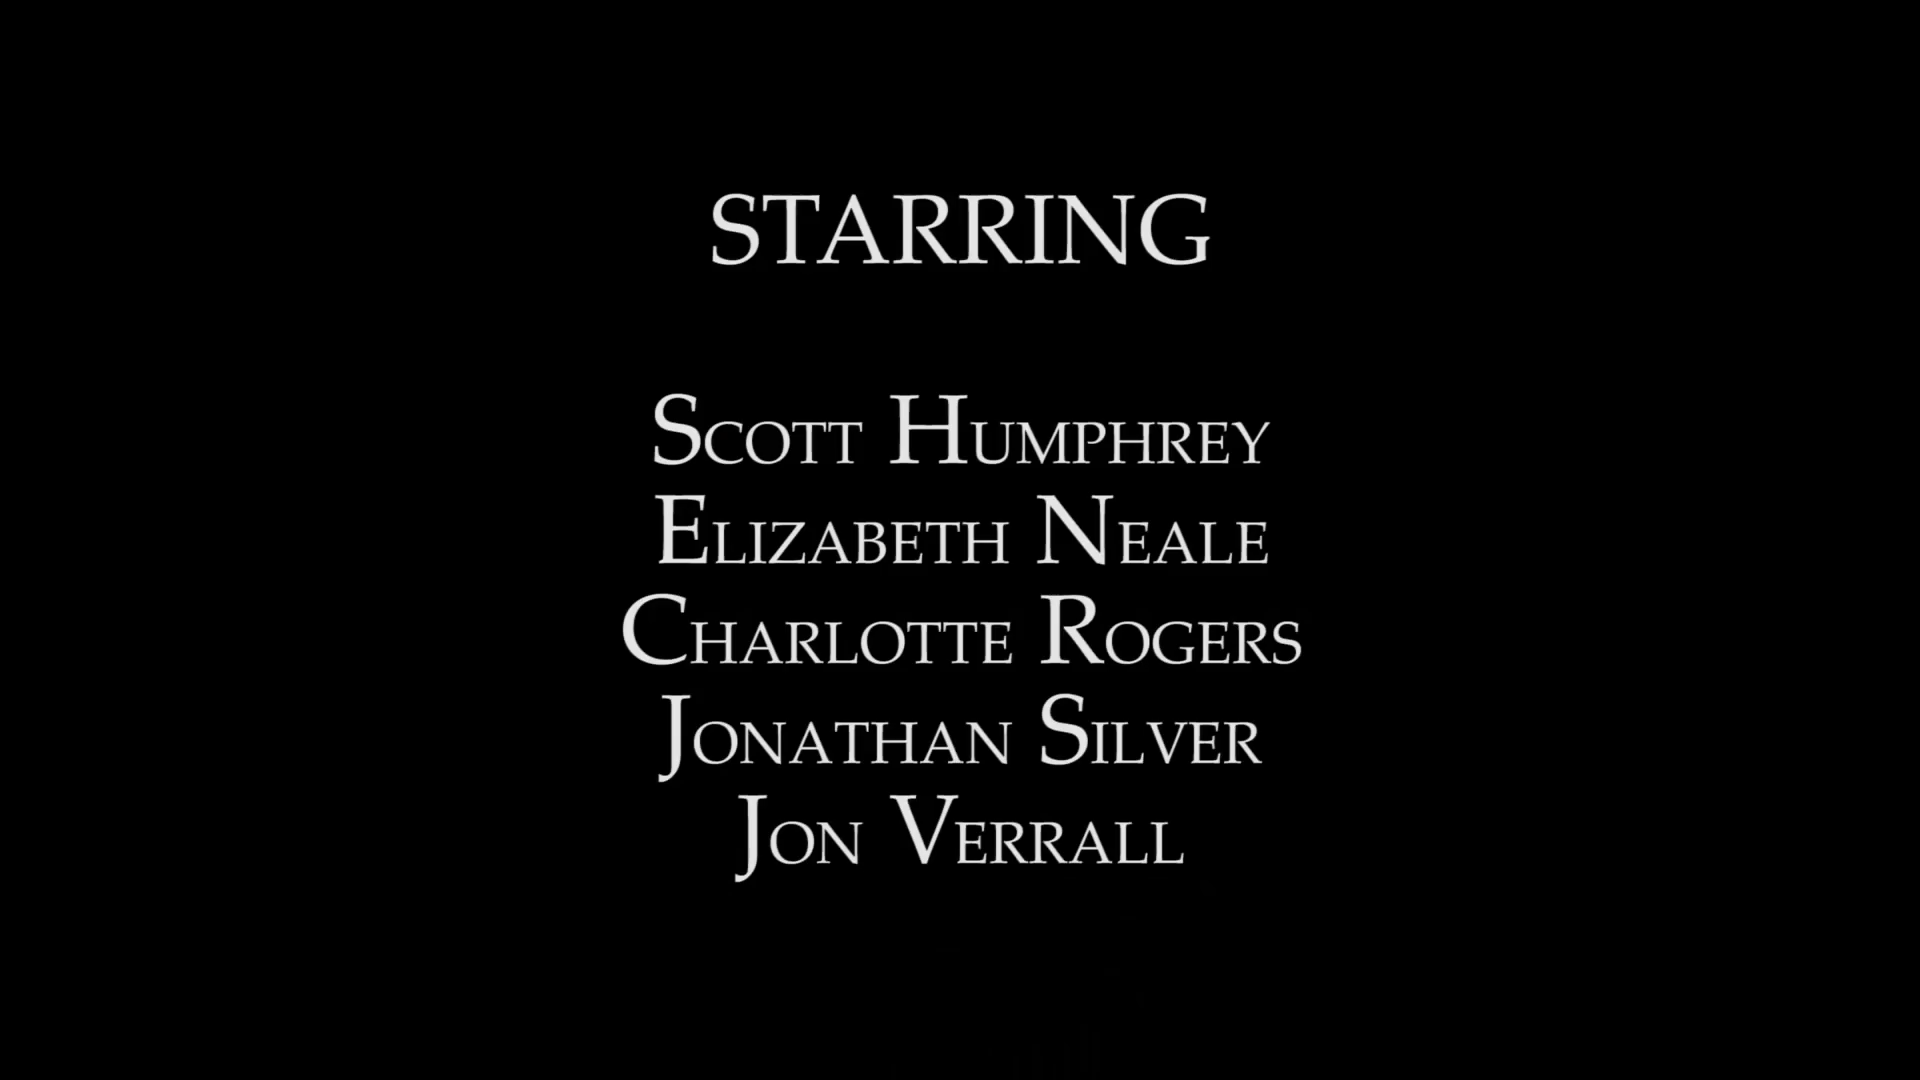 STARRING
Scott Humphrey
Elizabeth Neale
Charlotte Rogers
Jonathan Silver
Jon Verrall